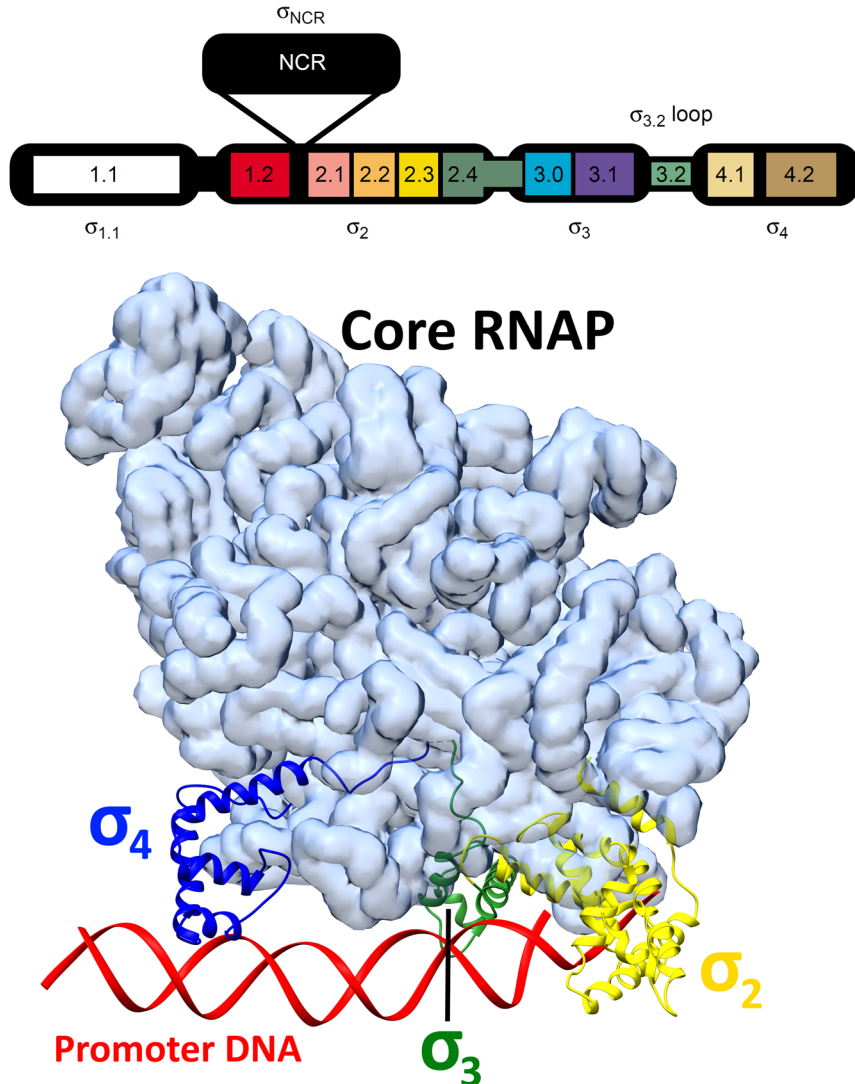 σNCR
NCR
σ3.2 loop
1.1 1.2 2.1 2.2 2.3 2.4 3.0 3.1 3.2 4.1 4.2
σ1.1 σ2 σ3 σ4
Core RNAP
σ4
σ2
Promoter DNA
σ3